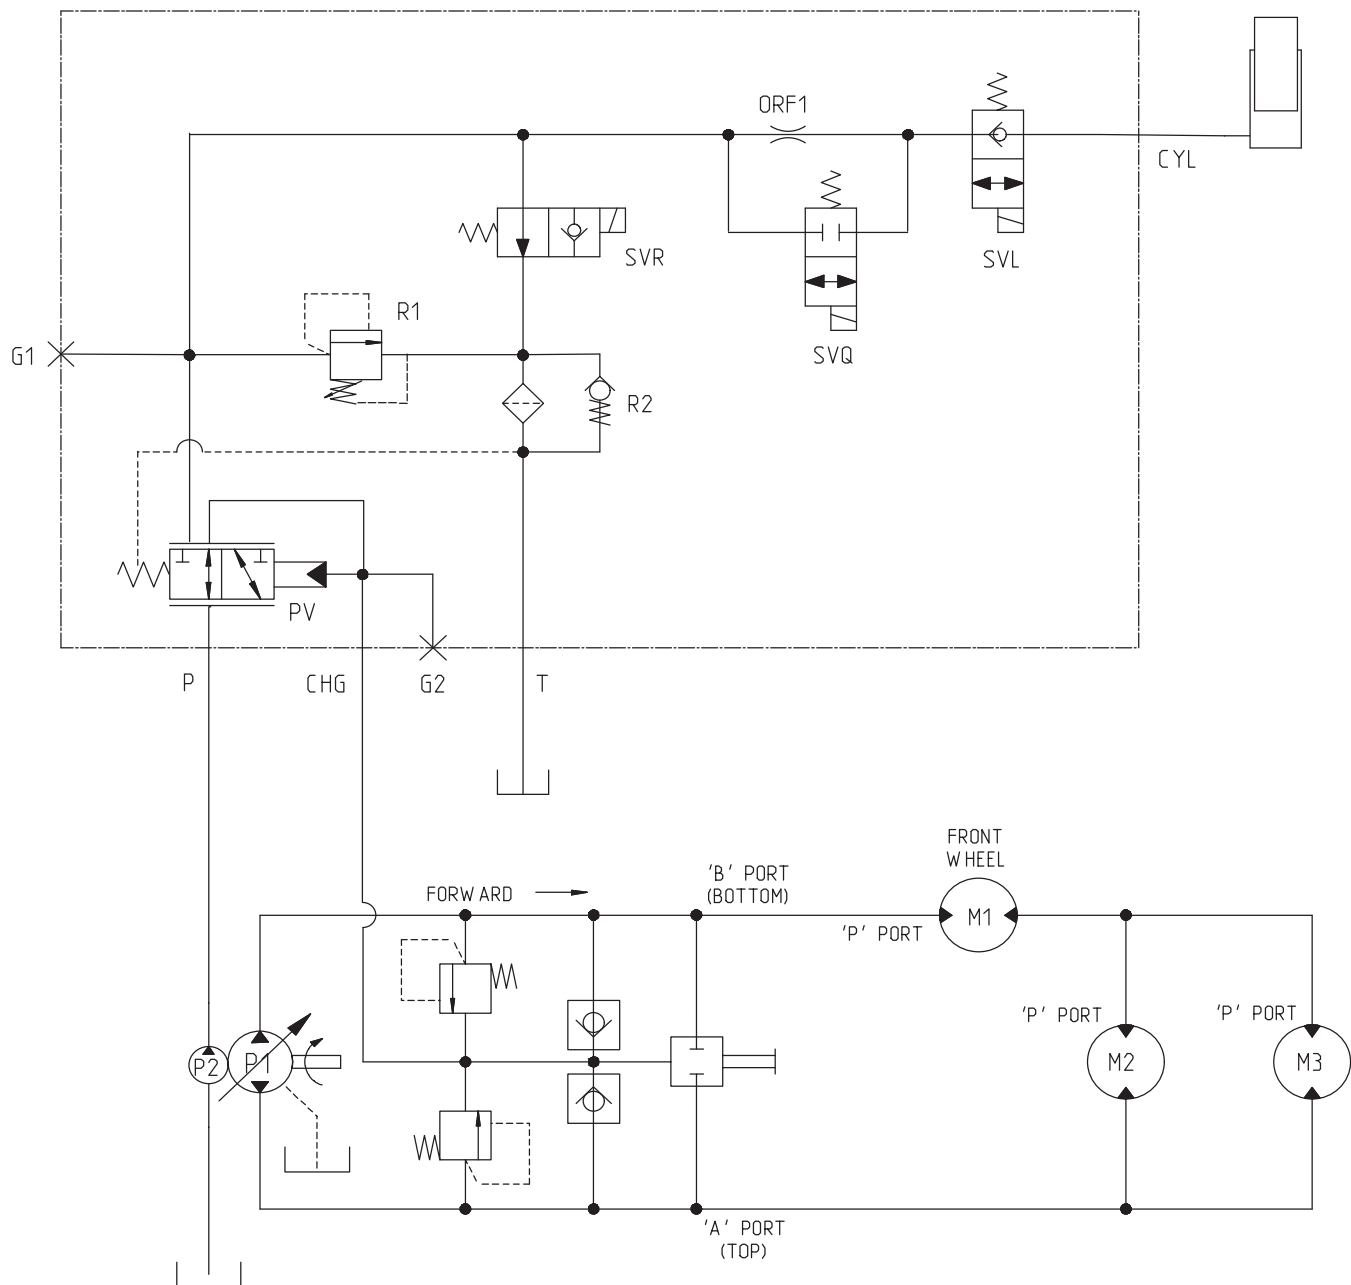 ORF1
CYL
SVR
SVL
R1
G1
SVQ
R2
PV
P
CHG
G2
T
FRONT
WHEEL
'B' PORT
(BOTTOM)
FORWARD
'P' PORT
M1
'P' PORT
'P' PORT
P2
P1
M2
M3
'A' PORT
(TOP)